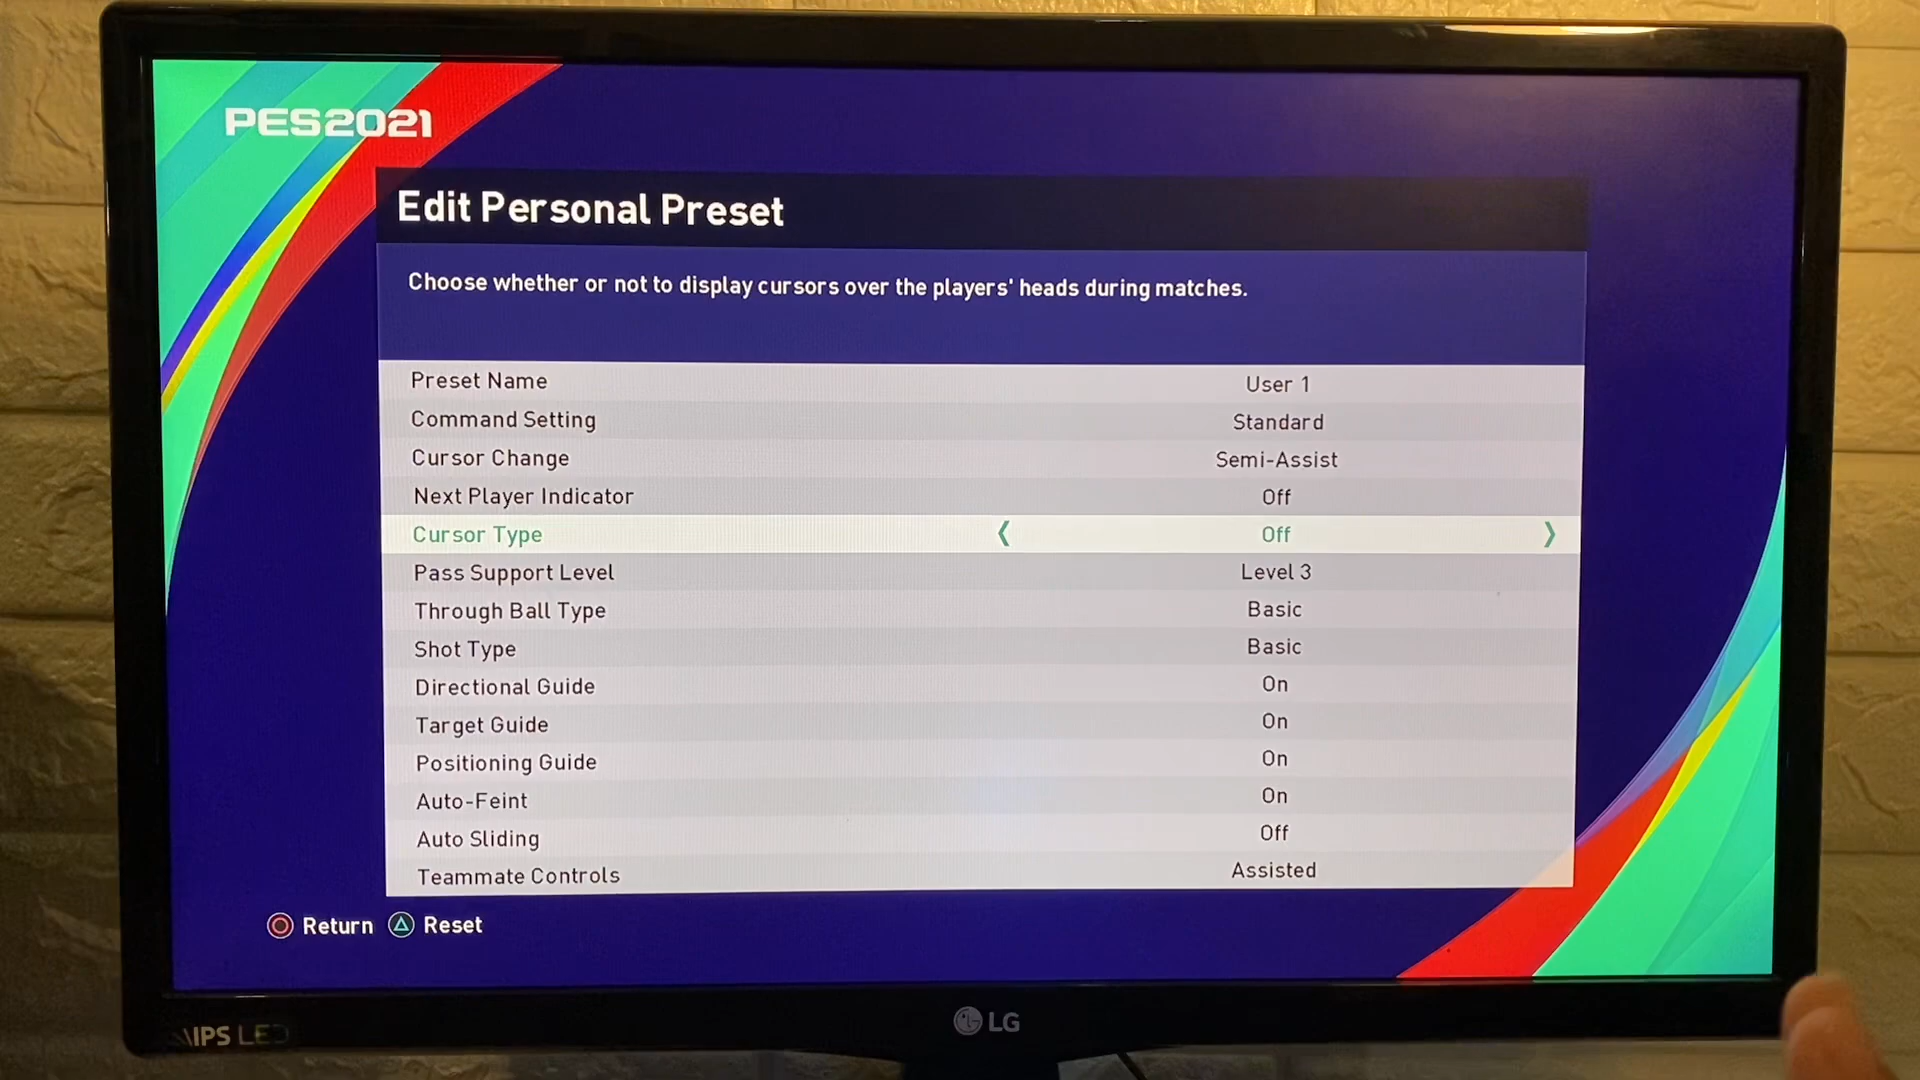 PES2021
Edit Personal Preset
Choose whether or not to display cursors over the players' heads during matches.
Preset Name User 1
Command Setting Standard
Cursor Change Semi-Assist
Next Player Indicator Off
Cursor Type Off
Pass Support Level Level 3
Through Ball Type Basic
Shot Type Basic
Directional Guide On
Target Guide On
Positioning Guide On
Auto-Feint On
Auto Sliding Off
Teammate Controls Assisted
Return Reset
IPS LED
LG